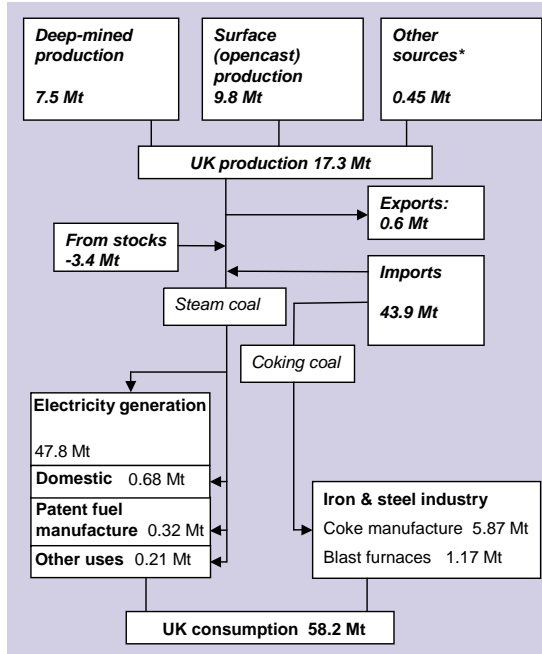 Deep-mined
production
7.5 Mt
Surface
(opencast)
production
9.8 Mt
Other
sources*
0.45 Mt
UK production 17.3 Mt
Exports:
0.6 Mt
From stocks
-3.4 Mt
Imports
43.9 Mt
Steam coal
Coking coal
Electricity generation
47.8 Mt
Domestic 0.68 Mt
Patent fuel
manufacture 0.32 Mt
Other uses 0.21 Mt
Iron & steel industry
Coke manufacture 5.87 Mt
Blast furnaces 1.17 Mt
UK consumption 58.2 Mt